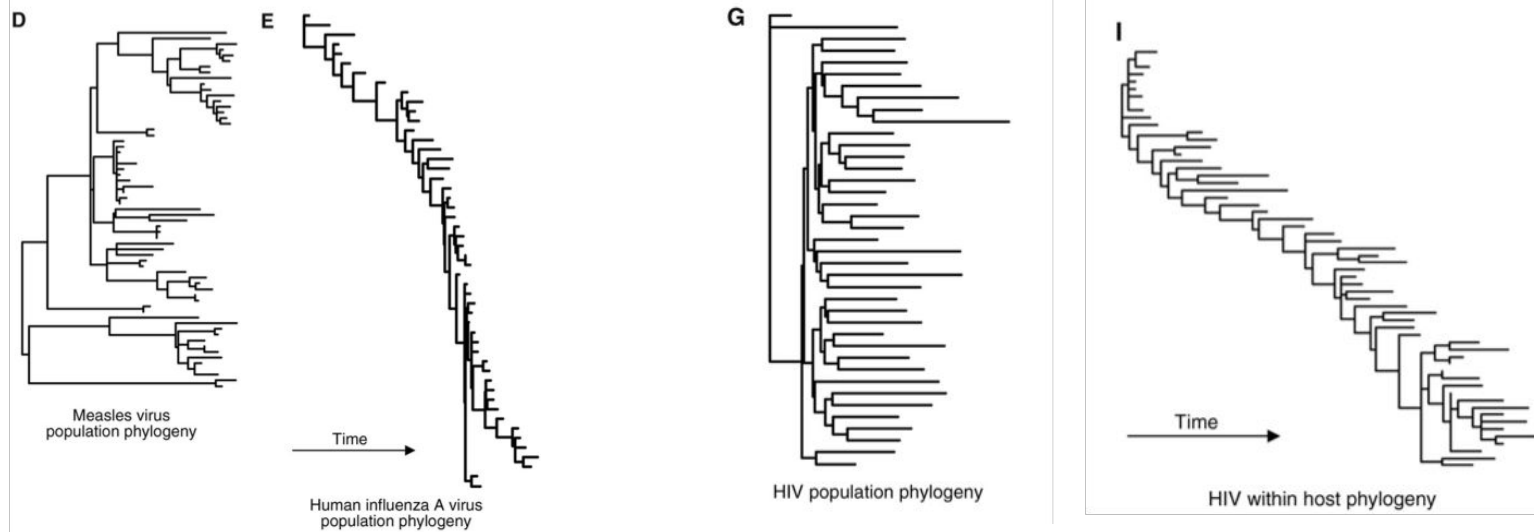 D
E
G
I
Measles virus
population phylogeny
Time
Human influenza A virus
population phylogeny
HIV population phylogeny
Time
HIV within host phylogeny